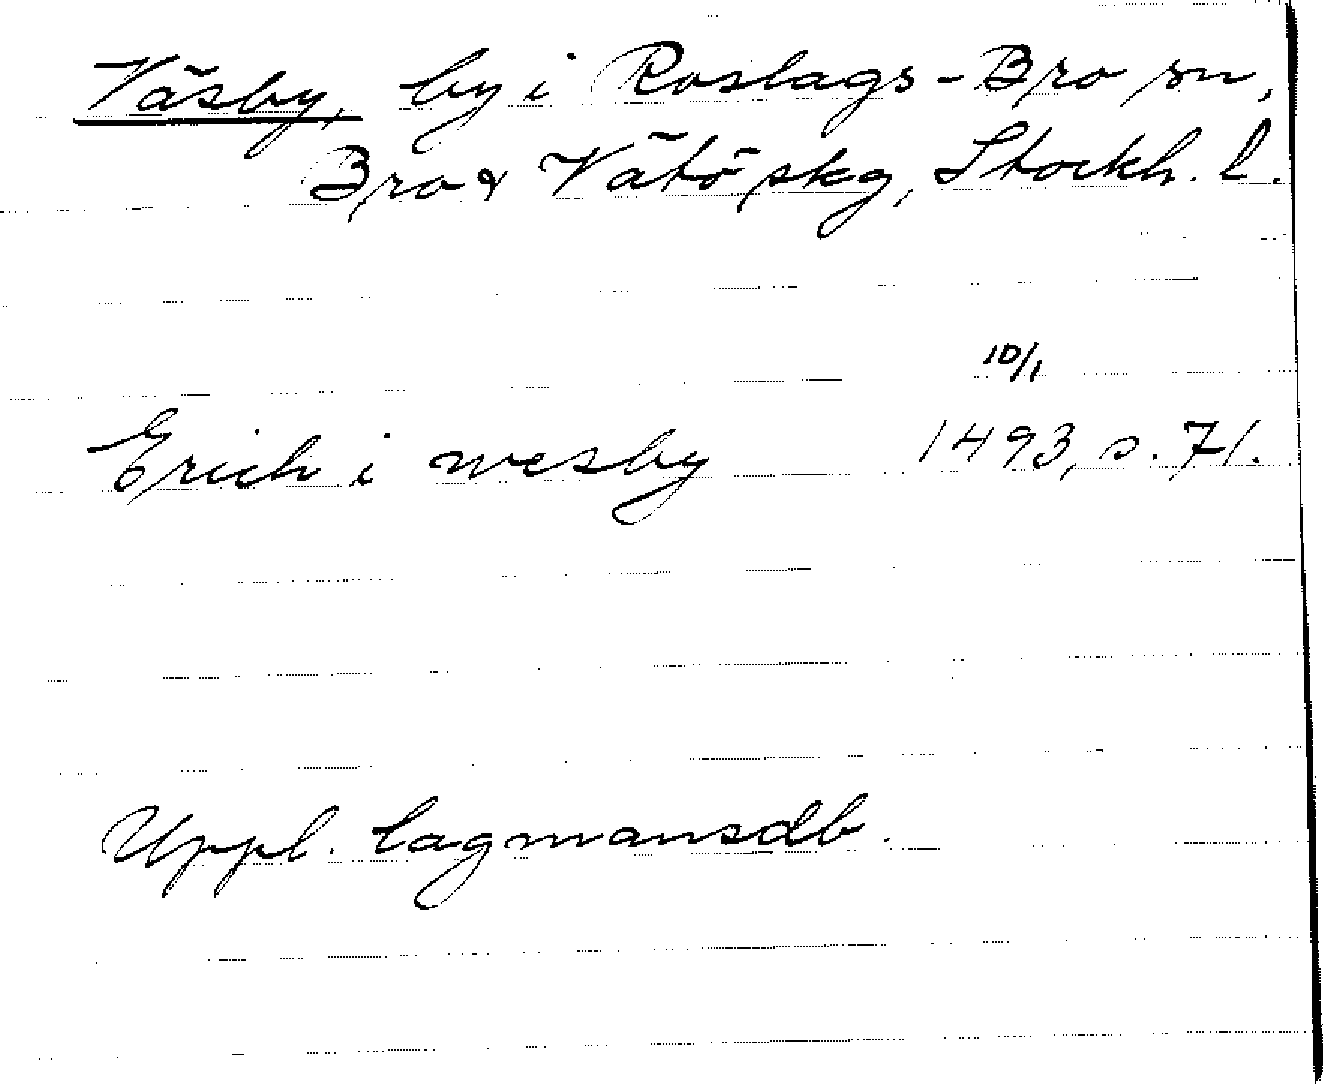 Väsby, by i Roslags-Bro sn,
Bro & Vätö skg, Stockh. l.
10/1
Erich i wesby 1493, s. 71.
Uppl. lagmansdb.